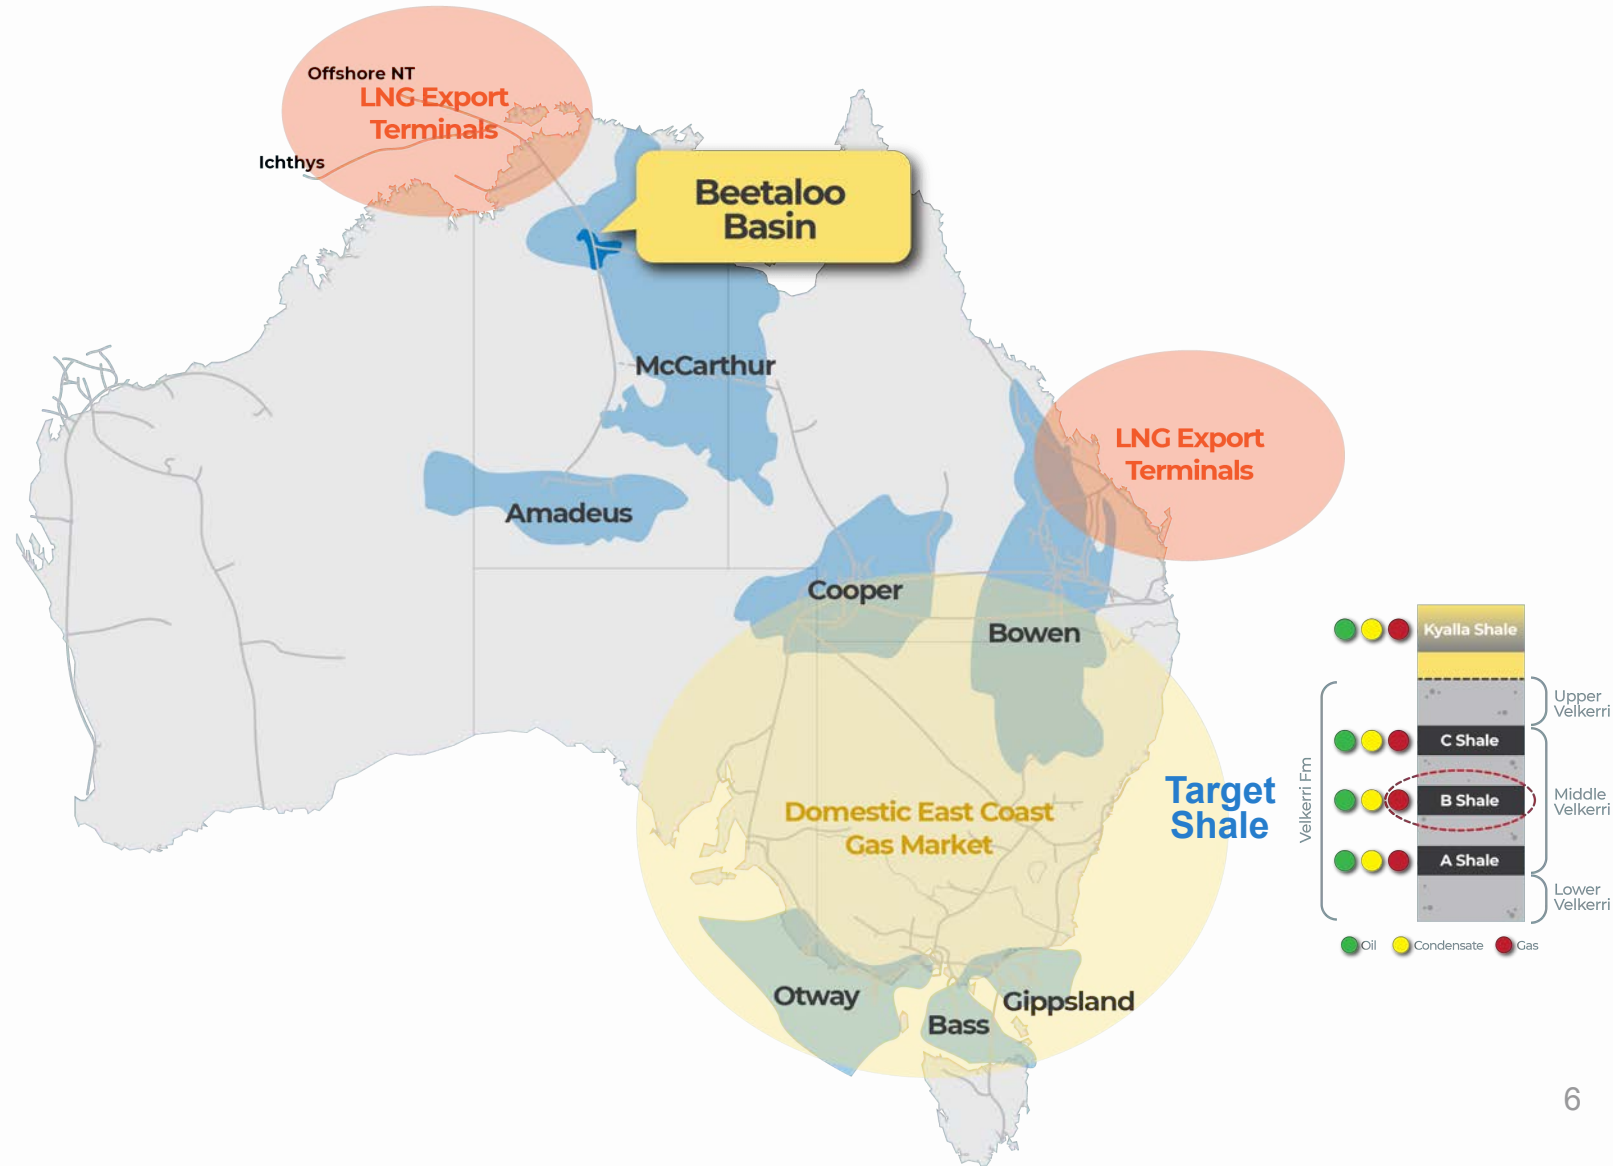 Offshore NT
LNG Export
Terminals
Ichthys
Beetaloo
Basin
McCarthur
LNG Export
Terminals
Amadeus
Cooper
Bowen
Domestic East Coast
Gas Market
Otway
Bass
Gippsland
Target
Shale
Kyalla Shale
Upper
Velkerri
C Shale
Velkerri Fm
B Shale
Middle
Velkerri
A Shale
Lower
Velkerri
Oil
Condensate
Gas
6